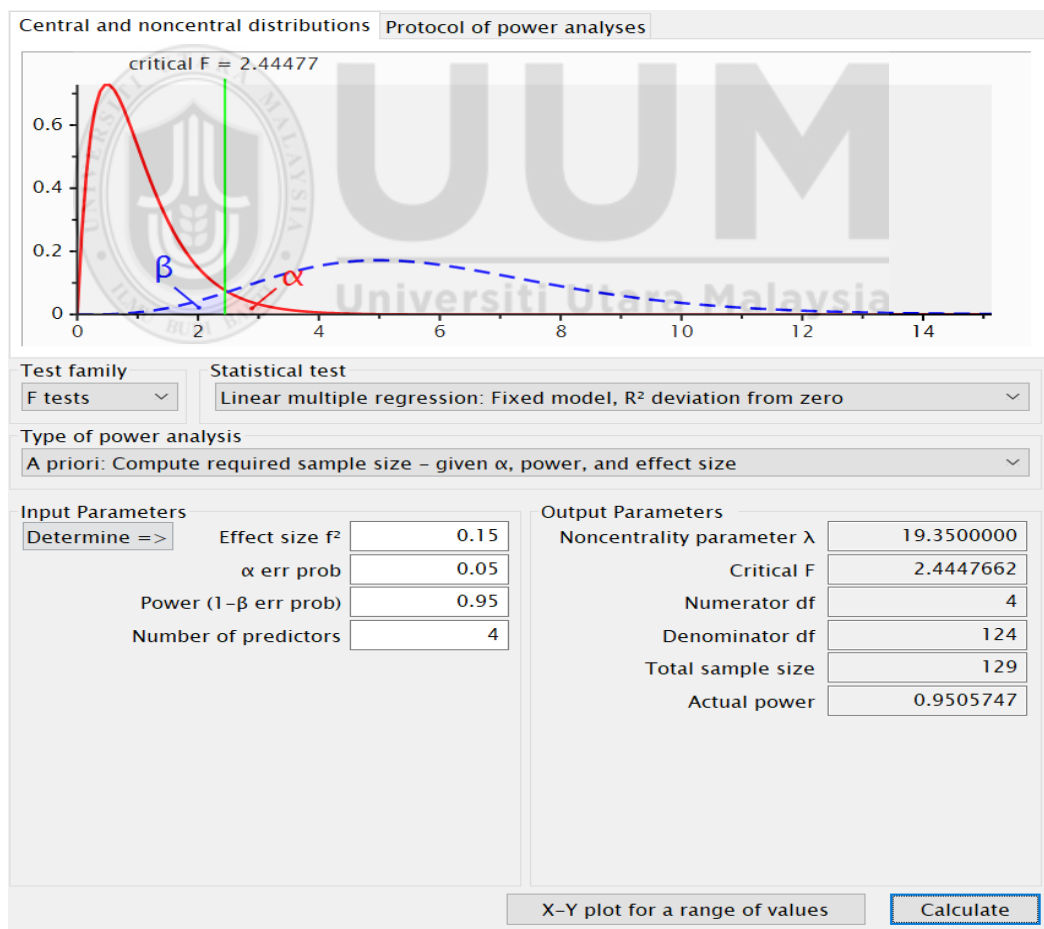 Central and noncentral distributions Protocol of power analyses
critical F = 2.44477
UUM
Universiti Utara Malaysia
UNIVERSITI UTARA MALAYSIA
0.6
0.4
0.2
0
β
α
0 2 4 6 8 10 12 14
Test family Statistical test
F tests Linear multiple regression: Fixed model, R² deviation from zero
Type of power analysis
A priori: Compute required sample size – given α, power, and effect size
Input Parameters Output Parameters
Determine => Effect size f² 0.15 Noncentrality parameter λ 19.3500000
α err prob 0.05 Critical F 2.4447662
Power (1-β err prob) 0.95 Numerator df 4
Number of predictors 4 Denominator df 124
Total sample size 129
Actual power 0.9505747
X-Y plot for a range of values Calculate